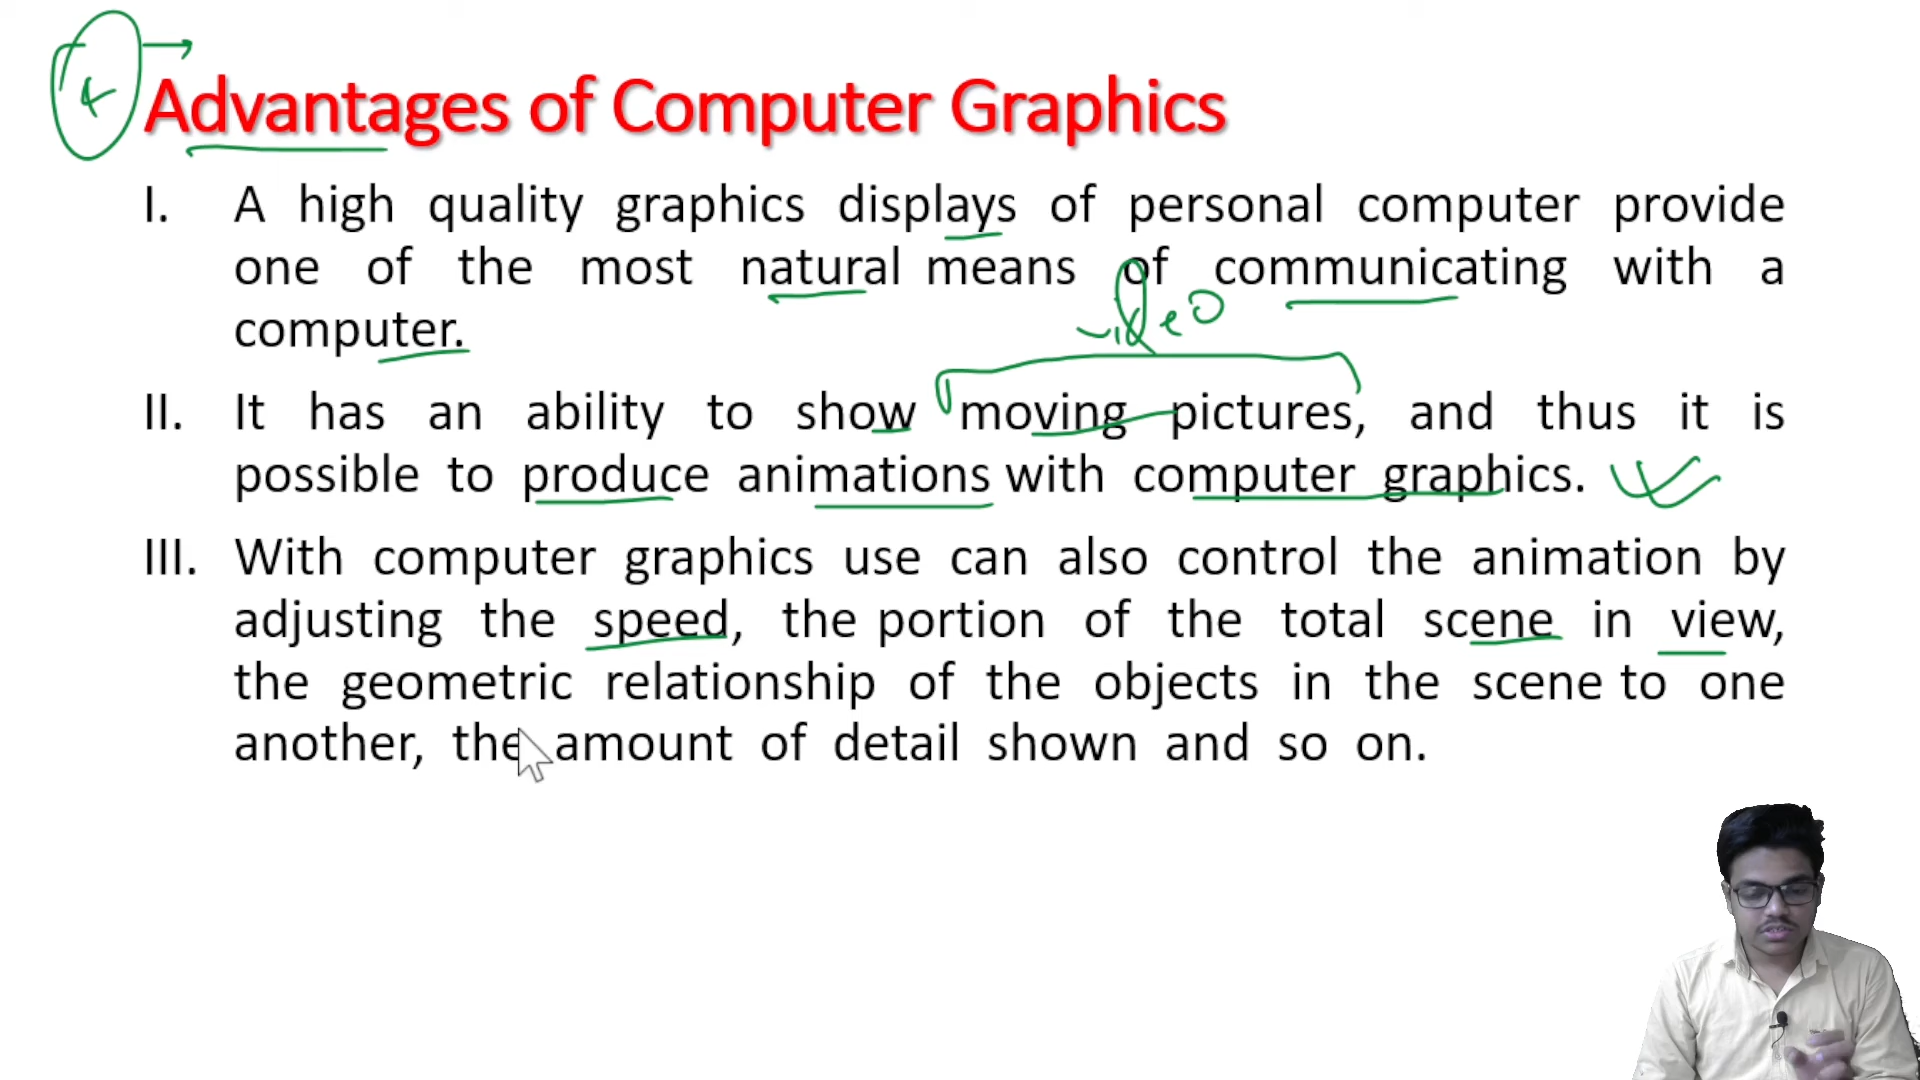 Advantages of Computer Graphics
I. A high quality graphics displays of personal computer provide
one of the most natural means of communicating with a
computer.
video
II. It has an ability to show moving pictures, and thus it is
possible to produce animations with computer graphics.
III. With computer graphics use can also control the animation by
adjusting the speed, the portion of the total scene in view,
the geometric relationship of the objects in the scene to one
another, the amount of detail shown and so on.